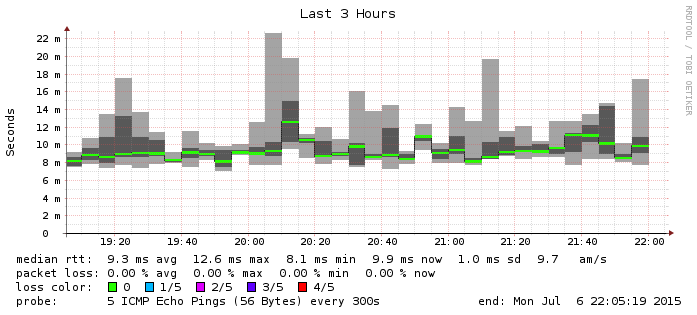 Last 3 Hours
RRDTOOL / TOBI OETIKER
Seconds
22 m
20 m
18 m
16 m
14 m
12 m
10 m
8 m
6 m
4 m
2 m
0
19:20 19:40 20:00 20:20 20:40 21:00 21:20 21:40 22:00
median rtt: 9.3 ms avg 12.6 ms max 8.1 ms min 9.9 ms now 1.0 ms sd 9.7 am/s
packet loss: 0.00 % avg 0.00 % max 0.00 % min 0.00 % now
loss color: 0 1/5 2/5 3/5 4/5
probe: 5 ICMP Echo Pings (56 Bytes) every 300s end: Mon Jul 6 22:05:19 2015